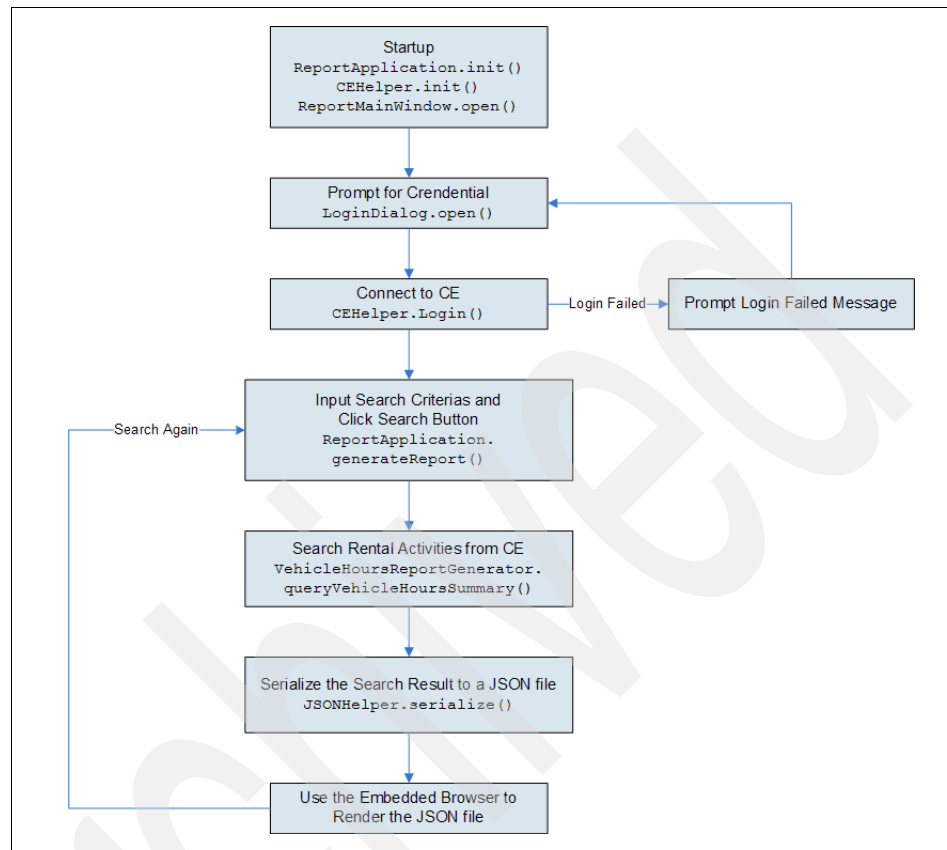 Startup
ReportApplication.init()
CEHelper.init()
ReportMainWindow.open()
Prompt for Crendential
LoginDialog.open()
Connect to CE
CEHelper.Login()
Login Failed
Prompt Login Failed Message
Input Search Criterias and
Click Search Button
ReportApplication.
generateReport()
Search Again
Search Rental Activities from CE
VehicleHoursReportGenerator.
queryVehicleHoursSummary()
Serialize the Search Result to a JSON file
JSONHelper.serialize()
Use the Embedded Browser to
Render the JSON file